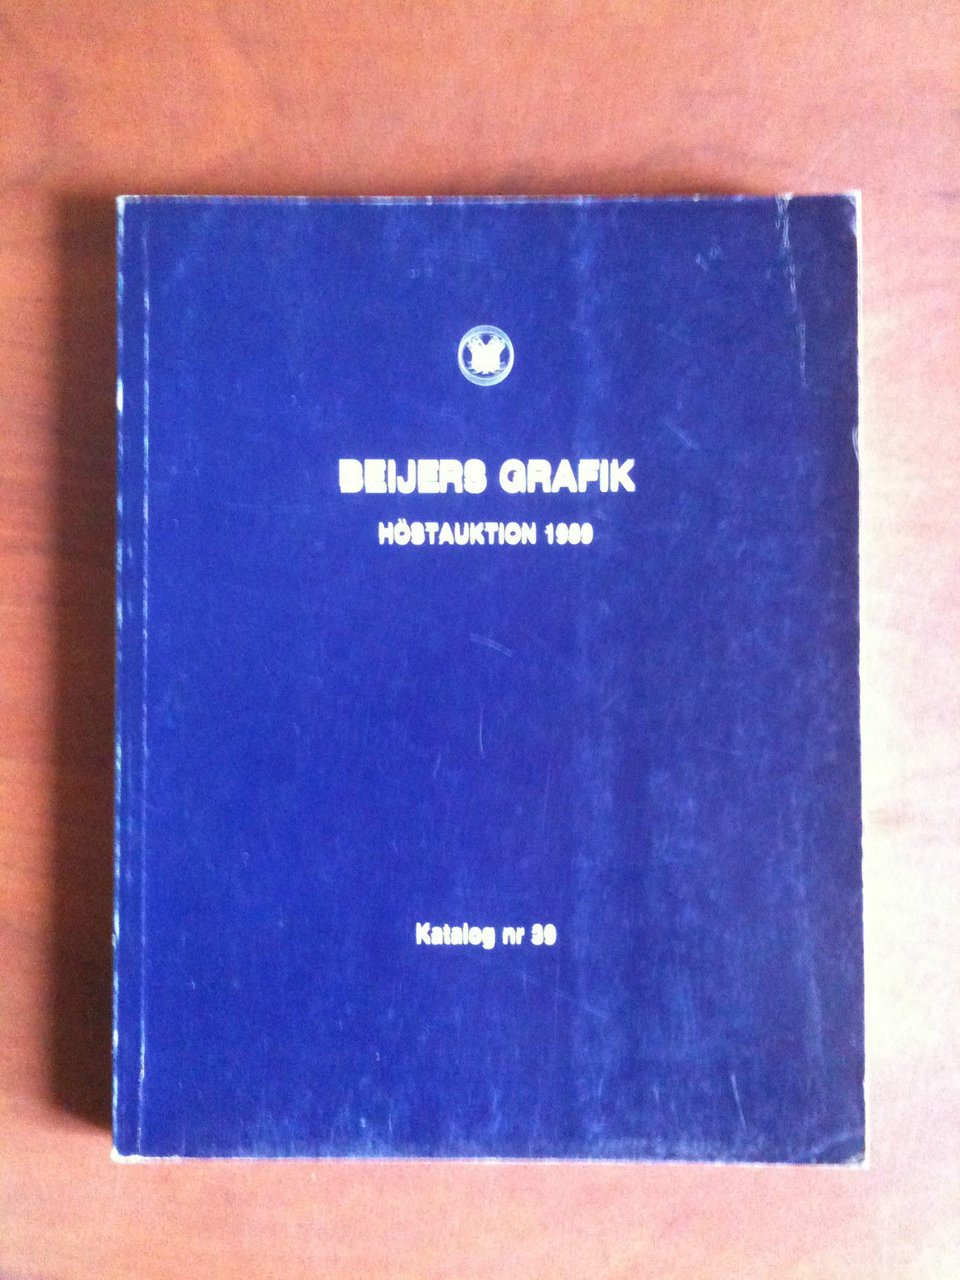 BEIJERS GRAFIK
HÖSTAUKTION 1989
Katalog nr 39